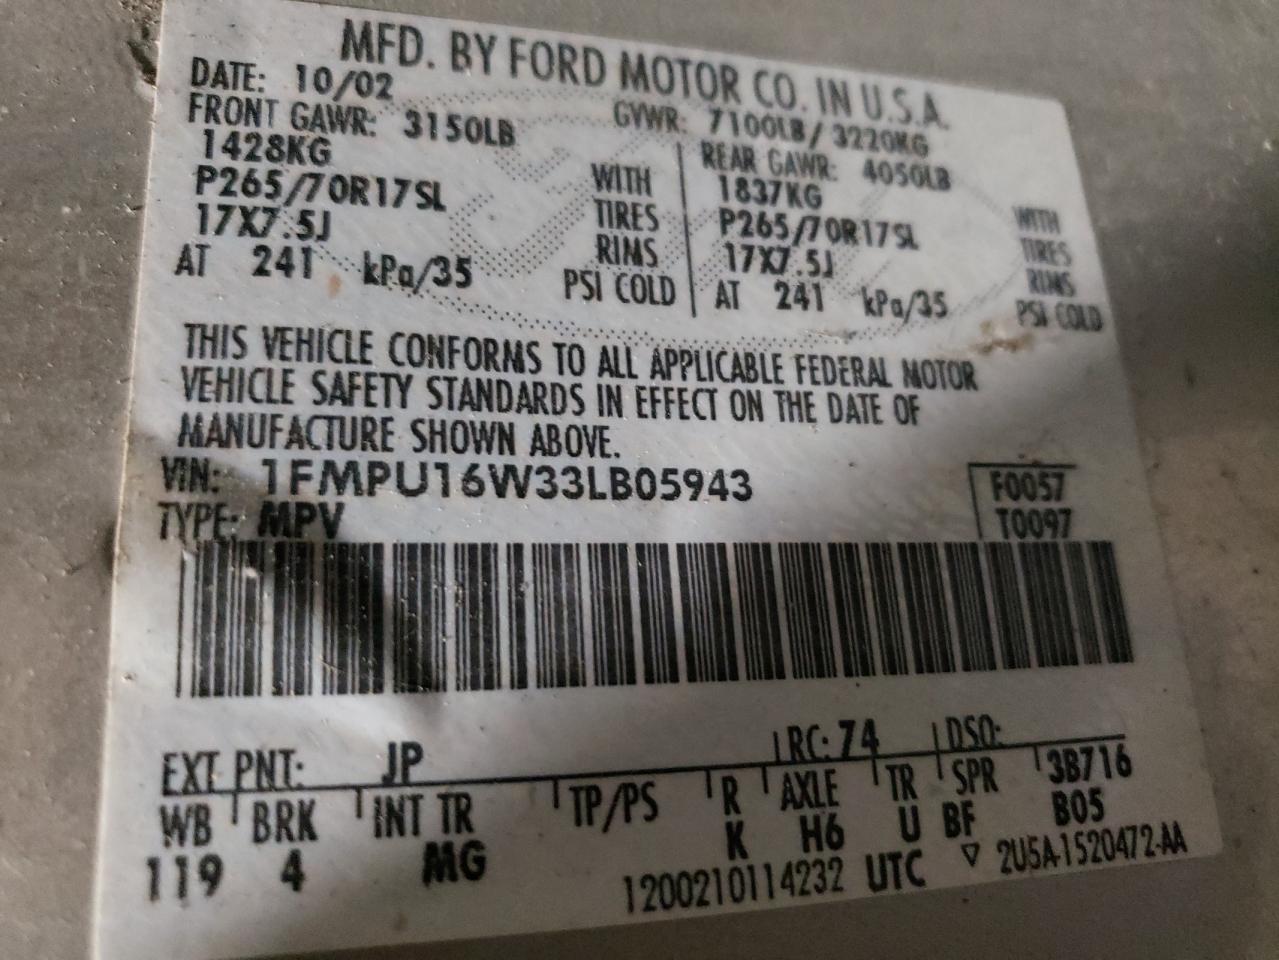 MFD. BY FORD MOTOR CO. IN U.S.A.
DATE: 10/02 GVWR: 7100LB/3220KG
FRONT GAWR: 3150LB REAR GAWR: 4050LB
1428KG WITH 1837KG WITH
P265/70R17SL TIRES P265/70R17SL TIRES
17X7.5J RIMS 17X7.5J RIMS
AT 241 kPa/35 PSI COLD AT 241 kPa/35 PSI COLD
THIS VEHICLE CONFORMS TO ALL APPLICABLE FEDERAL MOTOR
VEHICLE SAFETY STANDARDS IN EFFECT ON THE DATE OF
MANUFACTURE SHOWN ABOVE.
VIN: 1FMPU16W33LB05943 F0057
TYPE: MPV T0097
EXT PNT: JP RC: 74 DSO:
WB BRK INT TR TP/PS R AXLE TR SPR 3B716
119 4 MG K H6 U BF B05
1200210114232 UTC ▽ 2U5A-1520472-AA